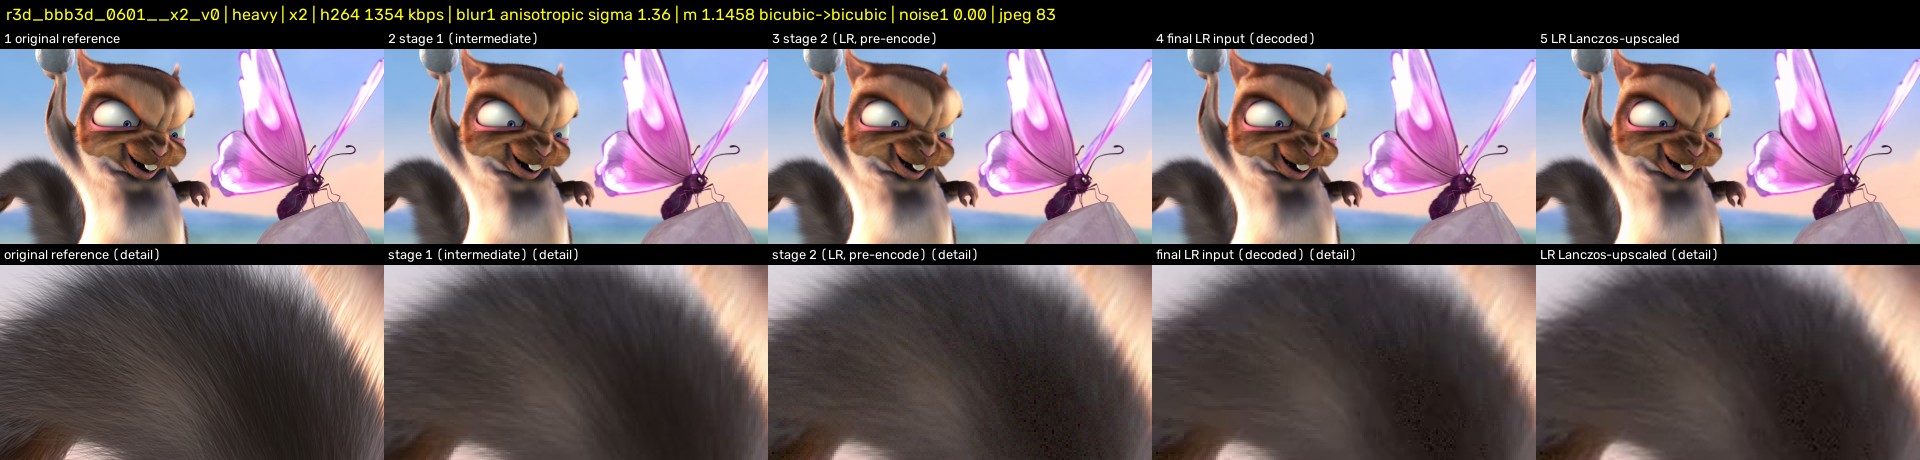 r3d_bbb3d_0601__x2_v0 | heavy | x2 | h264 1354 kbps | blur1 anisotropic sigma 1.36 | m 1.1458 bicubic->bicubic | noise1 0.00 | jpeg 83
1 original reference
2 stage 1 (intermediate)
3 stage 2 (LR, pre-encode)
4 final LR input (decoded)
5 LR Lanczos-upscaled
original reference (detail)
stage 1 (intermediate) (detail)
stage 2 (LR, pre-encode) (detail)
final LR input (decoded) (detail)
LR Lanczos-upscaled (detail)